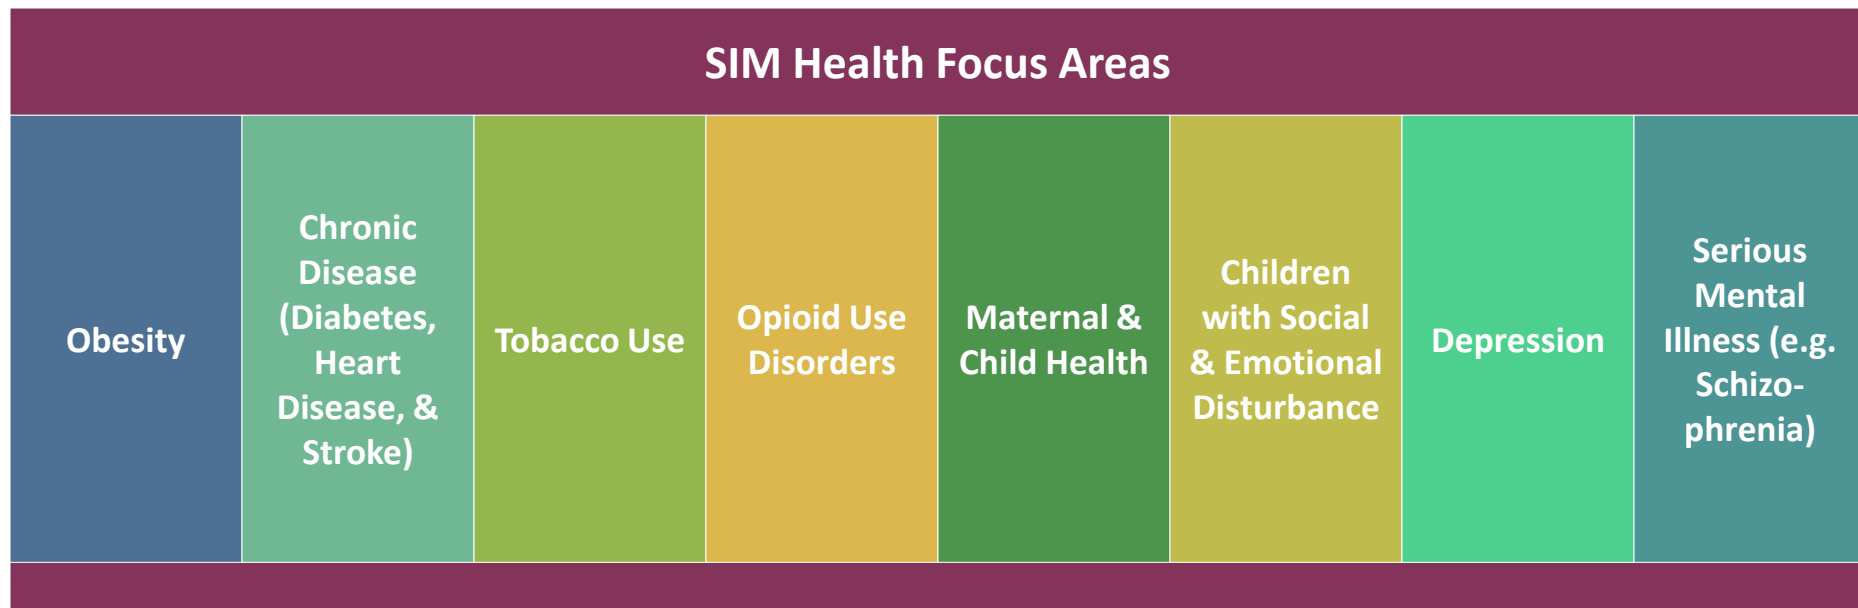 SIM Health Focus Areas
Obesity
Chronic
Disease
(Diabetes,
Heart
Disease, &
Stroke)
Tobacco Use
Opioid Use
Disorders
Maternal &
Child Health
Children
with Social
& Emotional
Disturbance
Depression
Serious
Mental
Illness (e.g.
Schizo-
phrenia)